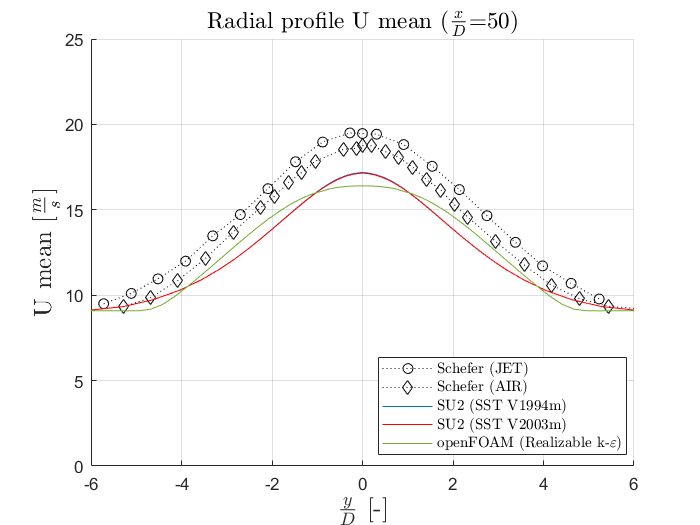 Radial profile U mean (x/D=50)
U mean [m/s]
25
20
15
10
5
0
-6 -4 -2 0 2 4 6
y/D [-]
Schefer (JET)
Schefer (AIR)
SU2 (SST V1994m)
SU2 (SST V2003m)
openFOAM (Realizable k-ε)